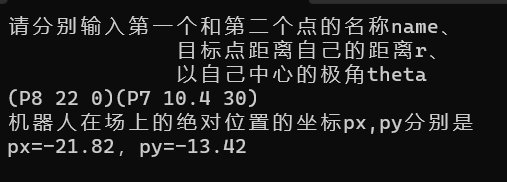 请分别输入第一个和第二个点的名称name、
目标点距离自己的距离r、
以自己中心的极角theta
(P8 22 0)(P7 10.4 30)
机器人在场上的绝对位置的坐标px,py分别是
px=-21.82, py=-13.42